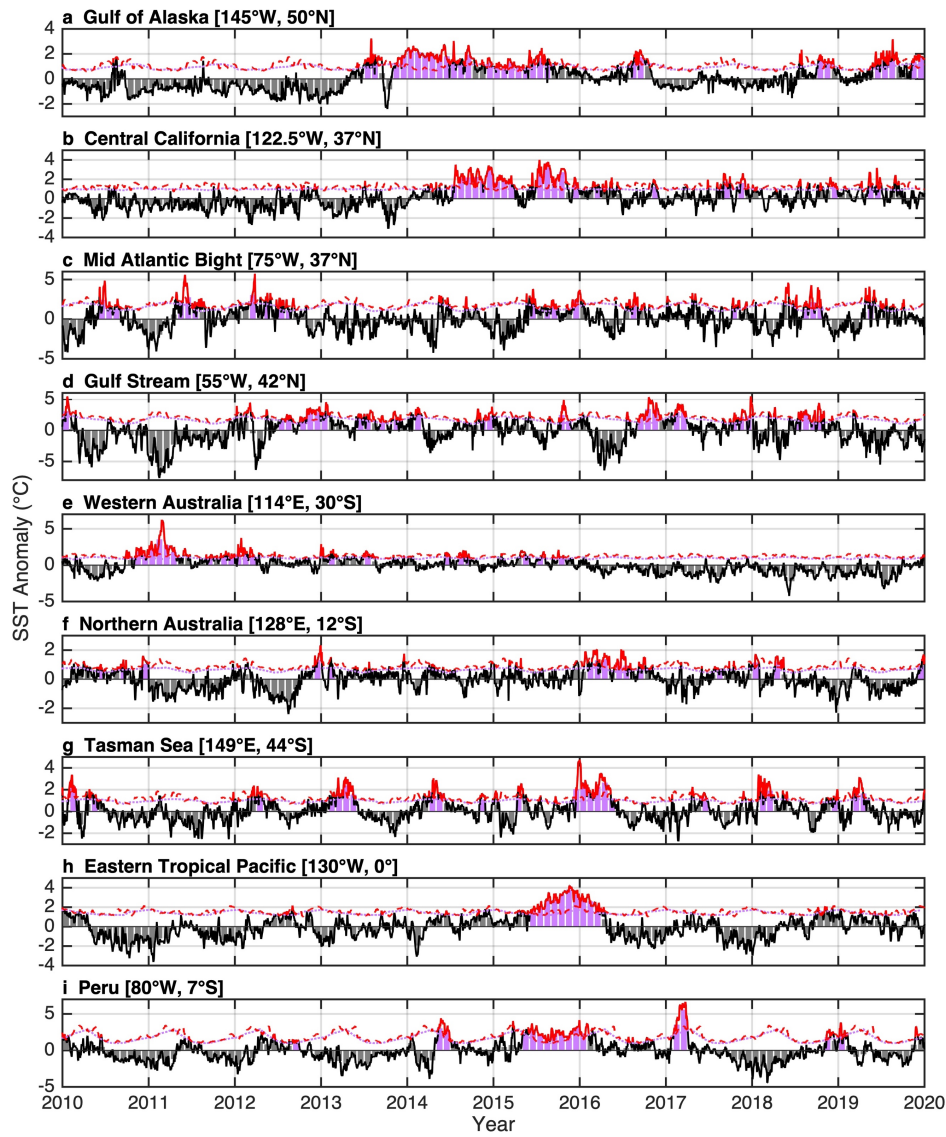 a Gulf of Alaska [145°W, 50°N]
4
2
0
-2
b Central California [122.5°W, 37°N]
4
2
0
-2
-4
c Mid Atlantic Bight [75°W, 37°N]
5
0
-5
d Gulf Stream [55°W, 42°N]
5
0
-5
e Western Australia [114°E, 30°S]
5
0
-5
f Northern Australia [128°E, 12°S]
2
0
-2
g Tasman Sea [149°E, 44°S]
4
2
0
-2
h Eastern Tropical Pacific [130°W, 0°]
4
2
0
-2
-4
i Peru [80°W, 7°S]
5
0
-5
SST Anomaly (°C)
2010 2011 2012 2013 2014 2015 2016 2017 2018 2019 2020
Year